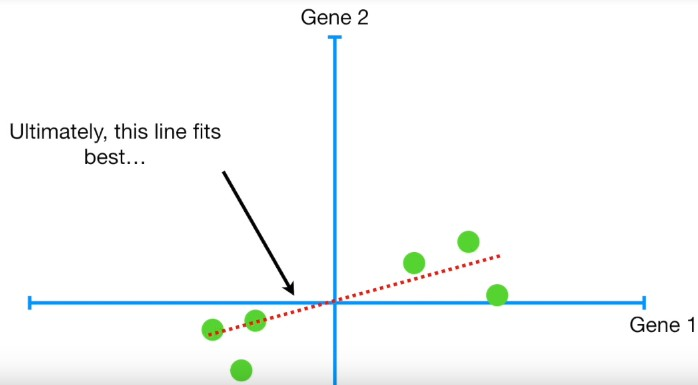 Gene 2
Ultimately, this line fits
best...
Gene 1